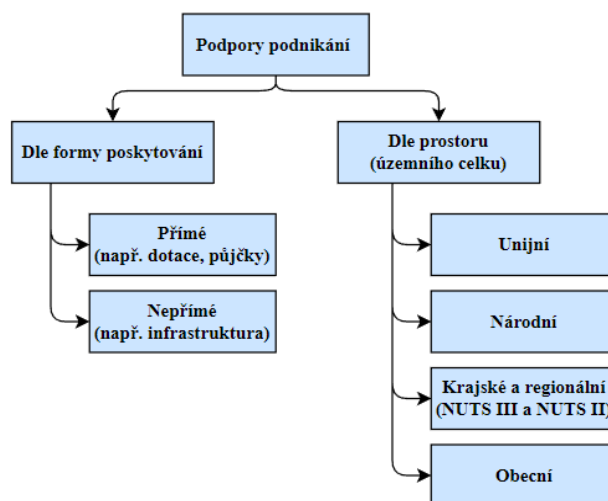 Podpory podnikání
Dle formy poskytování
Přímé
(např. dotace, půjčky)
Nepřímé
(např. infrastruktura)
Dle prostoru
(územního celku)
Unijní
Národní
Krajské a regionální
(NUTS III a NUTS II)
Obecní